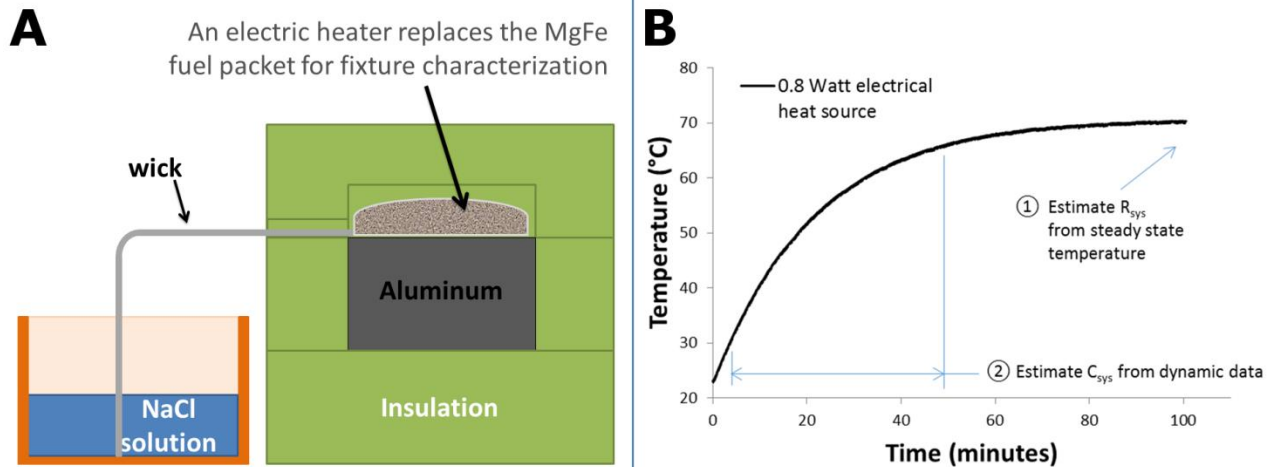 A
An electric heater replaces the MgFe
fuel packet for fixture characterization
wick
Aluminum
Insulation
NaCl
solution
B
Temperature (°C)
80
70
60
50
40
30
20
0.8 Watt electrical
heat source
① Estimate Rsys
from steady state
temperature
② Estimate Csys from dynamic data
0 20 40 60 80 100
Time (minutes)